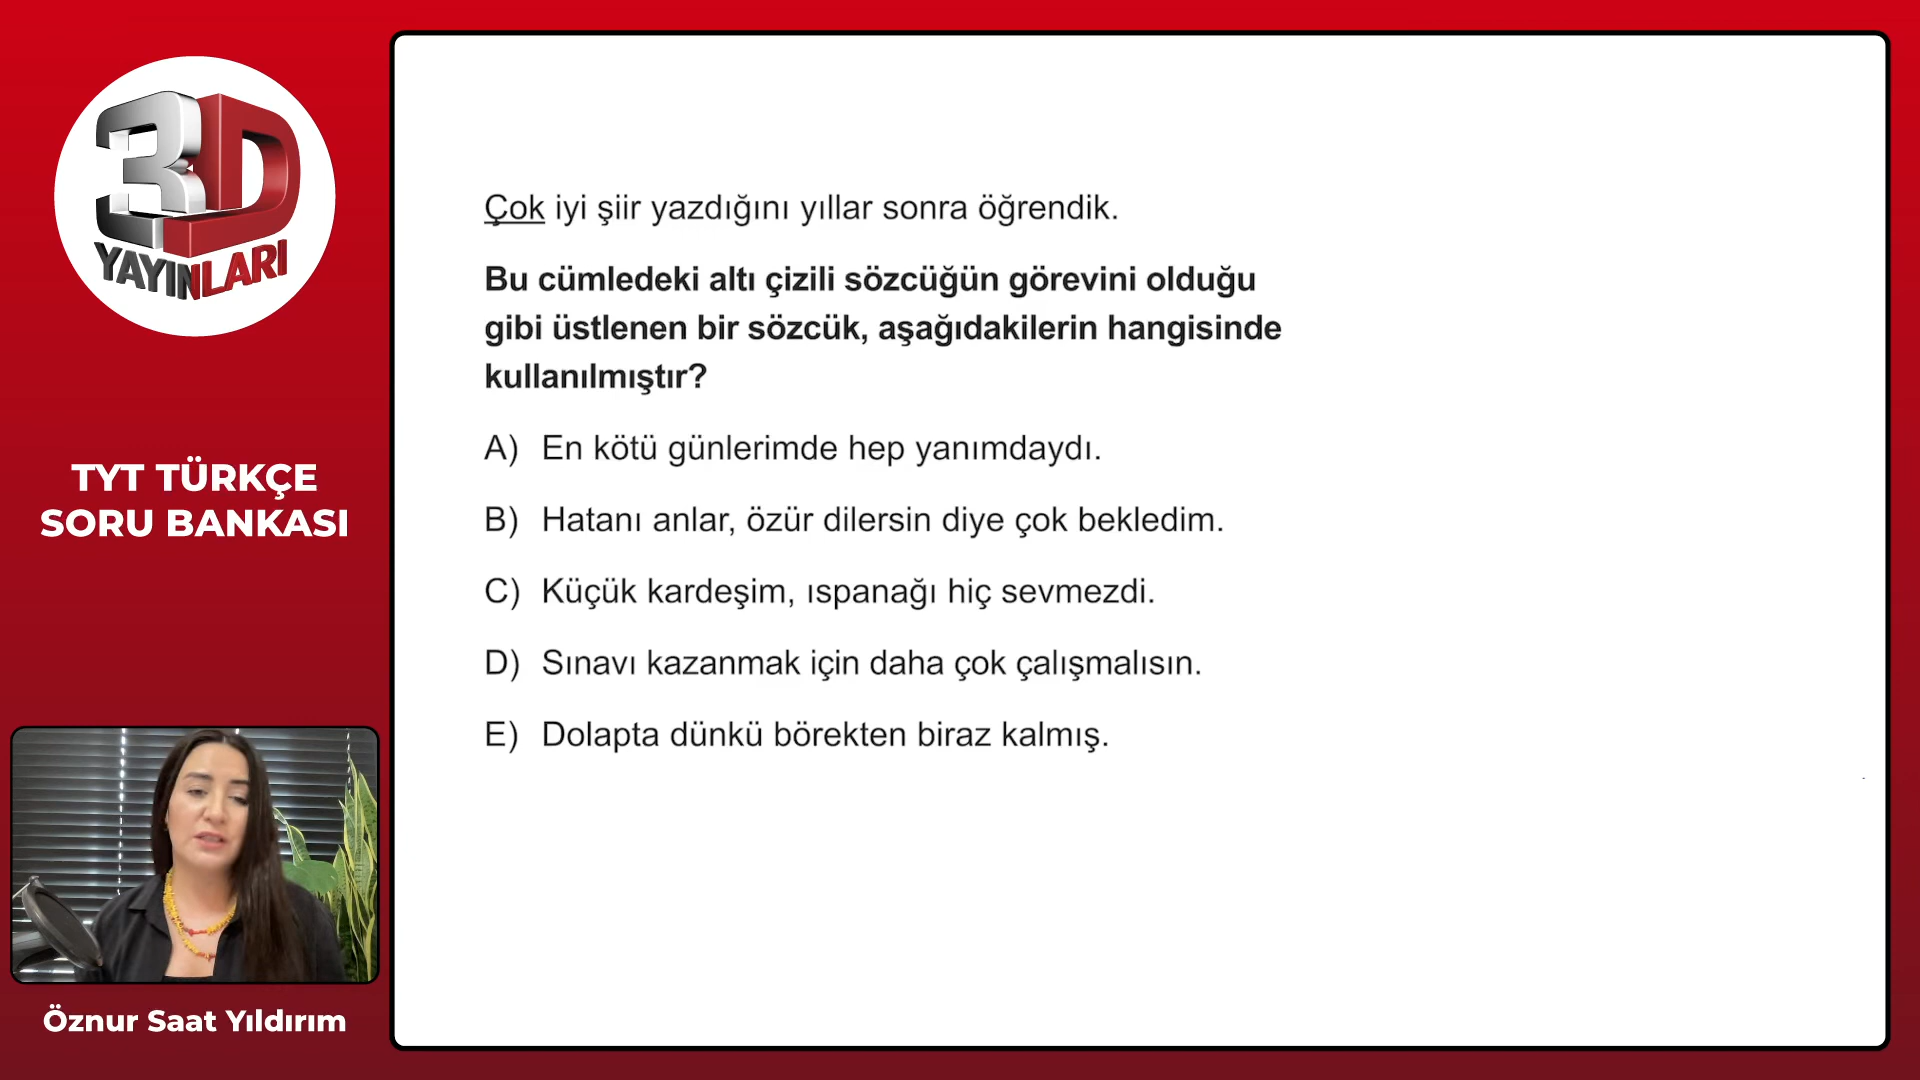 3D
YAYINLARI
TYT TÜRKÇE
SORU BANKASI
Öznur Saat Yıldırım
Çok iyi şiir yazdığını yıllar sonra öğrendik.
Bu cümledeki altı çizili sözcüğün görevini olduğu
gibi üstlenen bir sözcük, aşağıdakilerin hangisinde
kullanılmıştır?
A) En kötü günlerimde hep yanımdaydı.
B) Hatanı anlar, özür dilersin diye çok bekledim.
C) Küçük kardeşim, ıspanağı hiç sevmezdi.
D) Sınavı kazanmak için daha çok çalışmalısın.
E) Dolapta dünkü börekten biraz kalmış.